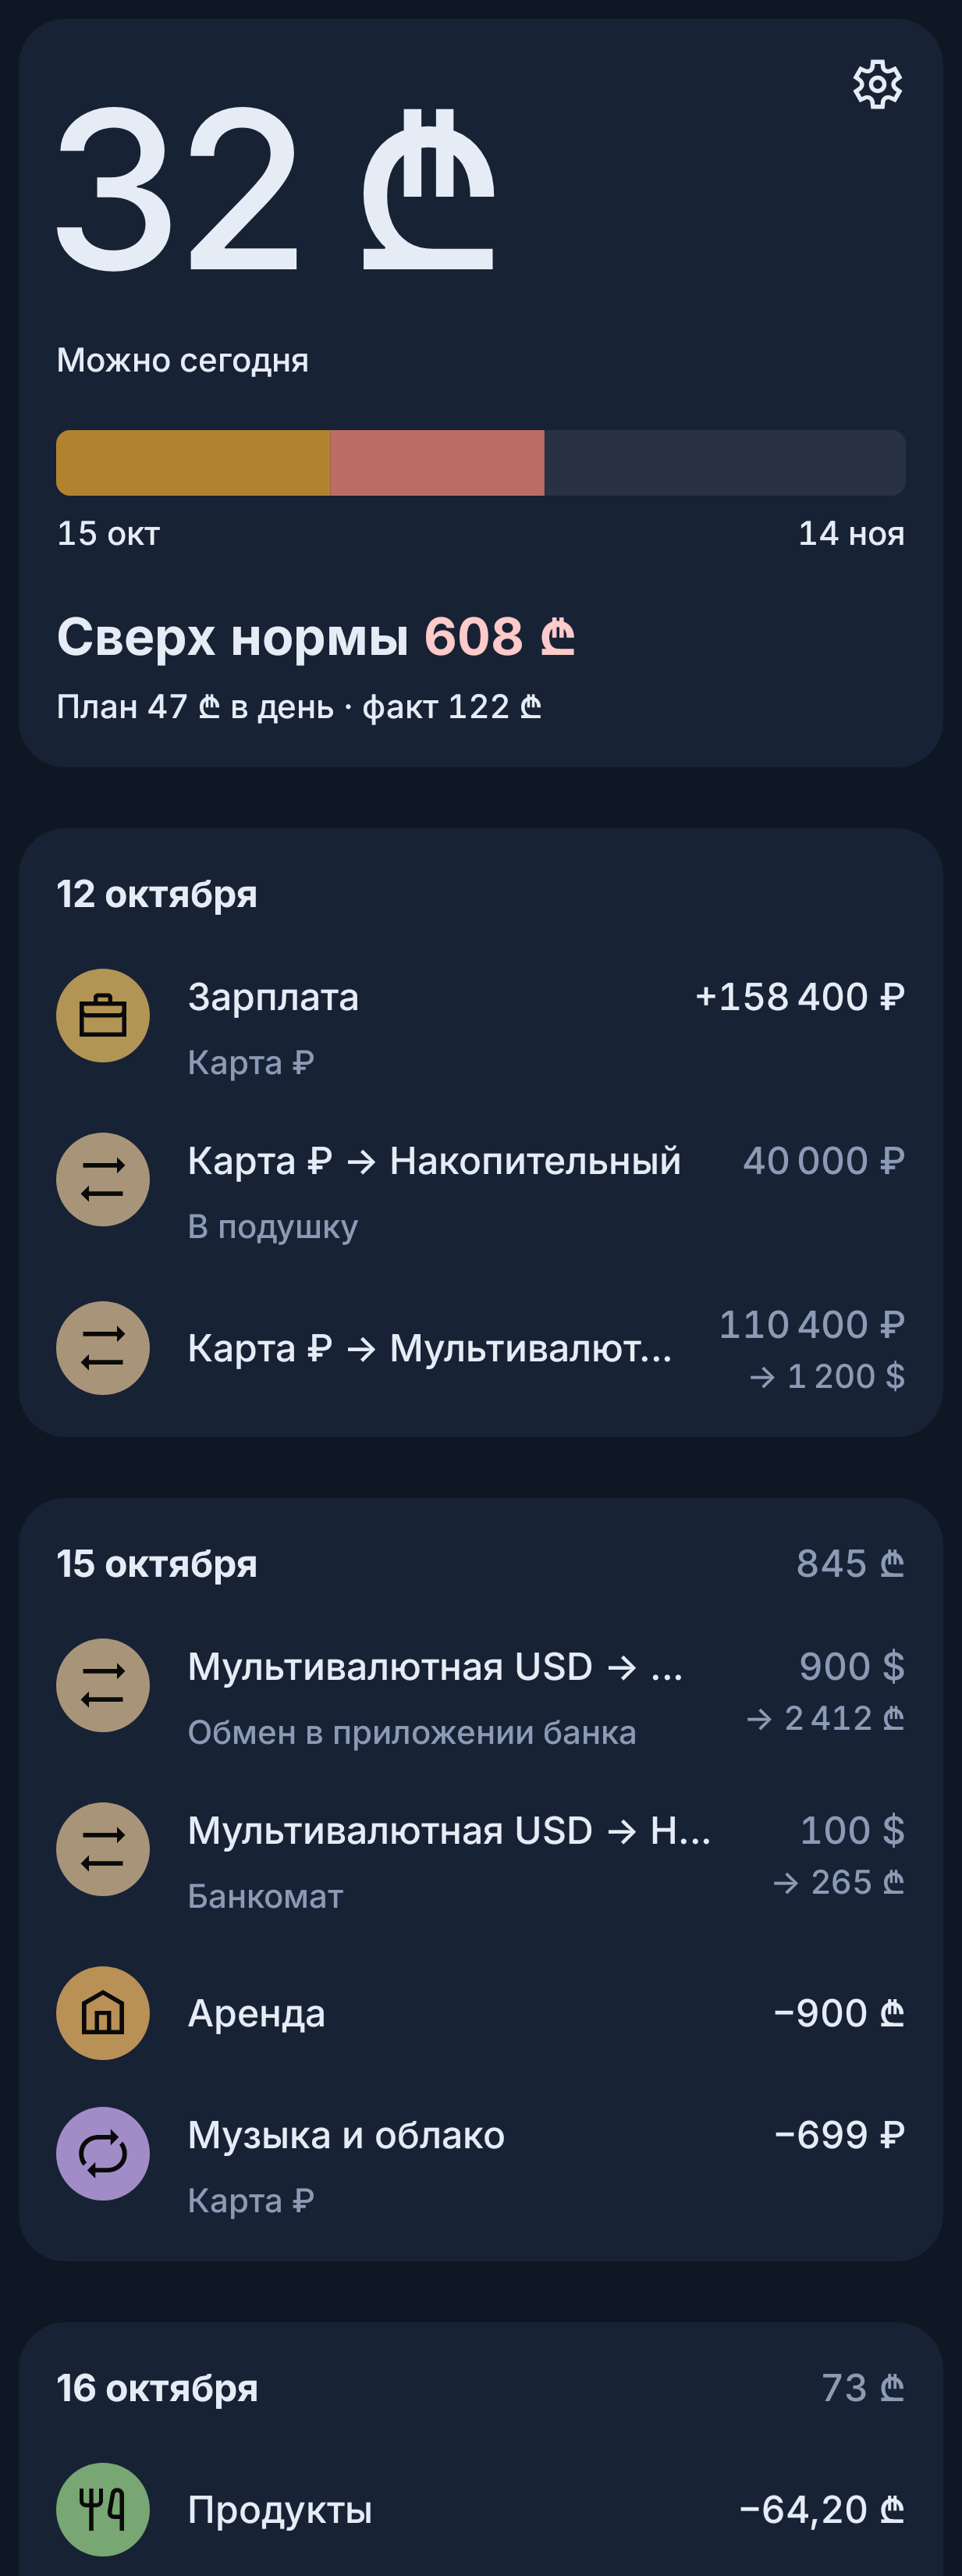 32 ₾
Можно сегодня
15 окт 14 ноя
Сверх нормы 608 ₾
План 47 ₾ в день · факт 122 ₾
12 октября
Зарплата +158 400 ₽
Карта ₽
Карта ₽ → Накопительный 40 000 ₽
В подушку
Карта ₽ → Мультивалют... 110 400 ₽
→ 1 200 $
15 октября 845 ₾
Мультивалютная USD → ... 900 $
Обмен в приложении банка → 2 412 ₾
Мультивалютная USD → Н... 100 $
Банкомат → 265 ₾
Аренда −900 ₾
Музыка и облако −699 ₽
Карта ₽
16 октября 73 ₾
Продукты −64,20 ₾